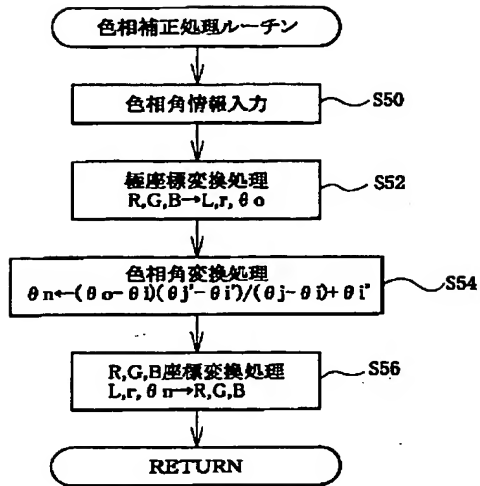 色相補正処理ルーチン
色相角情報入力
S50
極座標変換処理
R,G,B→L,r,θo
S52
色相角変換処理
θn←(θo-θi)(θj'-θi')/(θj-θi)+θi'
S54
R,G,B座標変換処理
L,r,θn→R,G,B
S56
RETURN